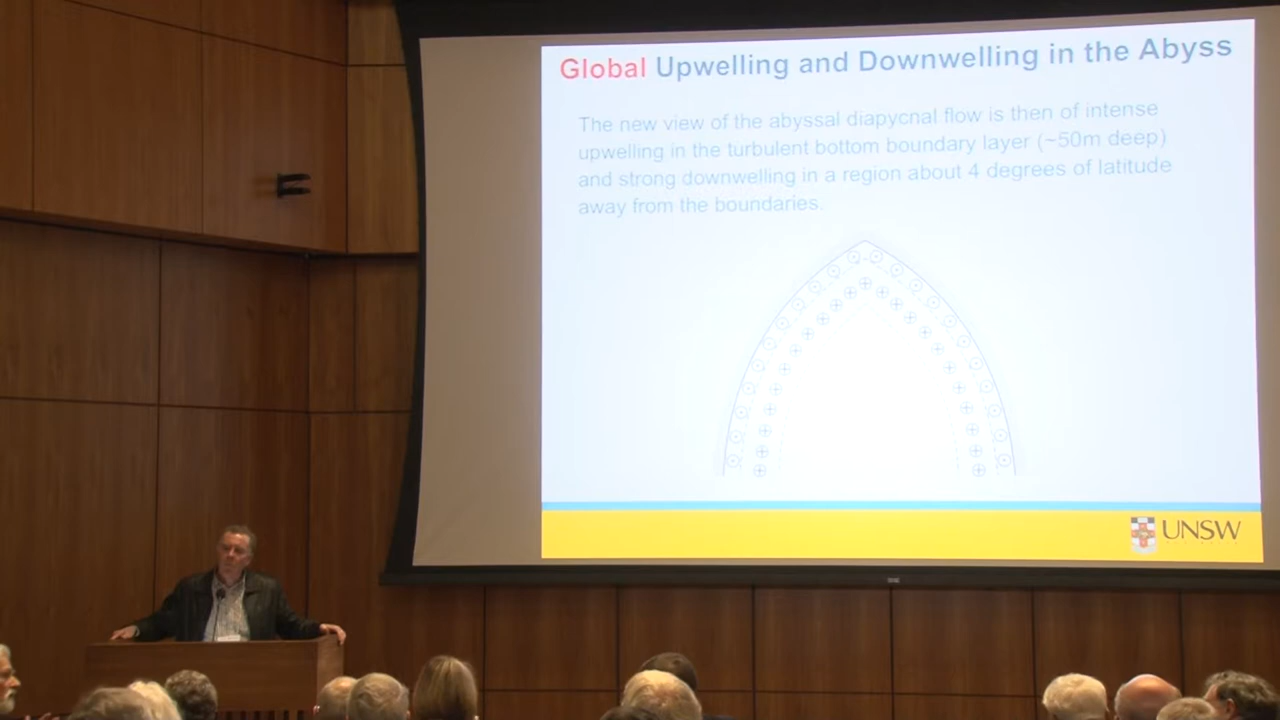 Global Upwelling and Downwelling in the Abyss
The new view of the abyssal diapycnal flow is then of intense
upwelling in the turbulent bottom boundary layer (~50m deep)
and strong downwelling in a region about 4 degrees of latitude
away from the boundaries.
UNSW